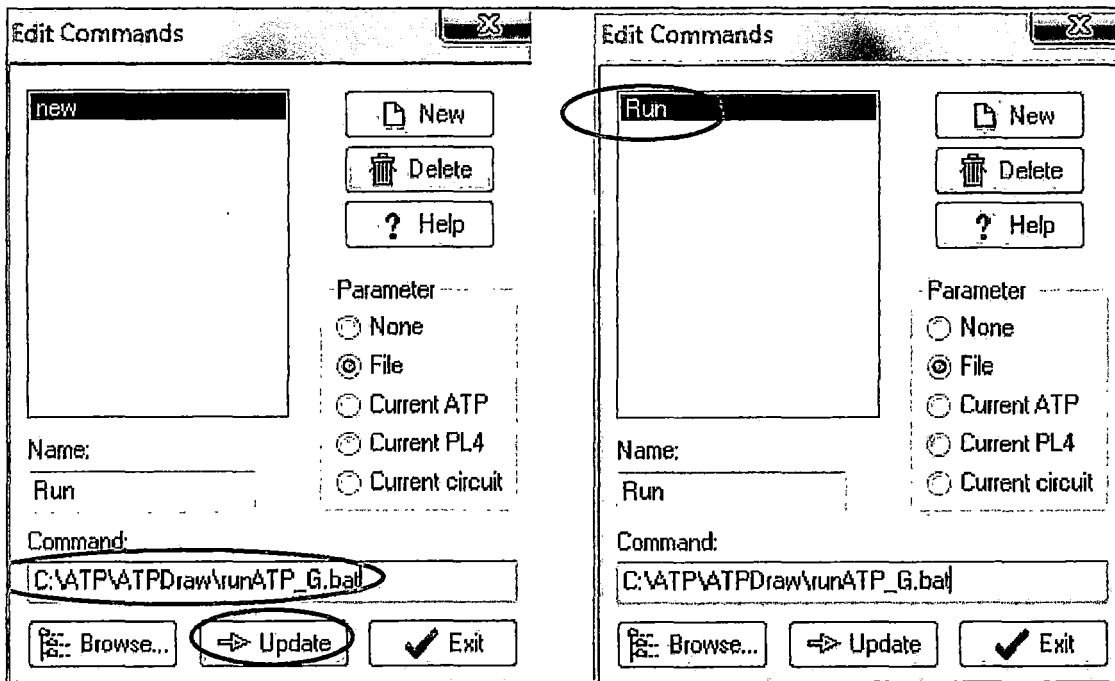 Edit Commands
new
New
Delete
? Help
Parameter
None
File
Current ATP
Current PL4
Current circuit
Name:
Run
Command:
C:\ATP\ATPDraw\runATP_G.bat
Browse...
Update
Exit
Edit Commands
Run
New
Delete
? Help
Parameter
None
File
Current ATP
Current PL4
Current circuit
Name:
Run
Command:
C:\ATP\ATPDraw\runATP_G.bat
Browse...
Update
Exit